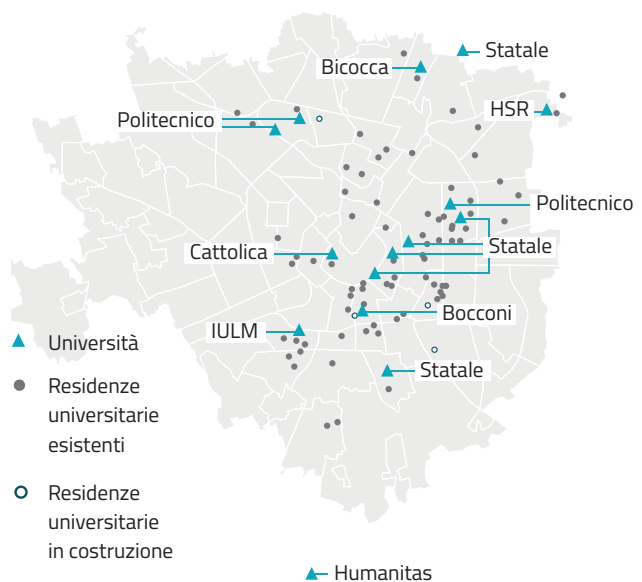 Statale
Bicocca
HSR
Politecnico
Politecnico
Statale
Cattolica
Bocconi
IULM
Statale
Università
Residenze
universitarie
esistenti
Residenze
universitarie
in costruzione
Humanitas